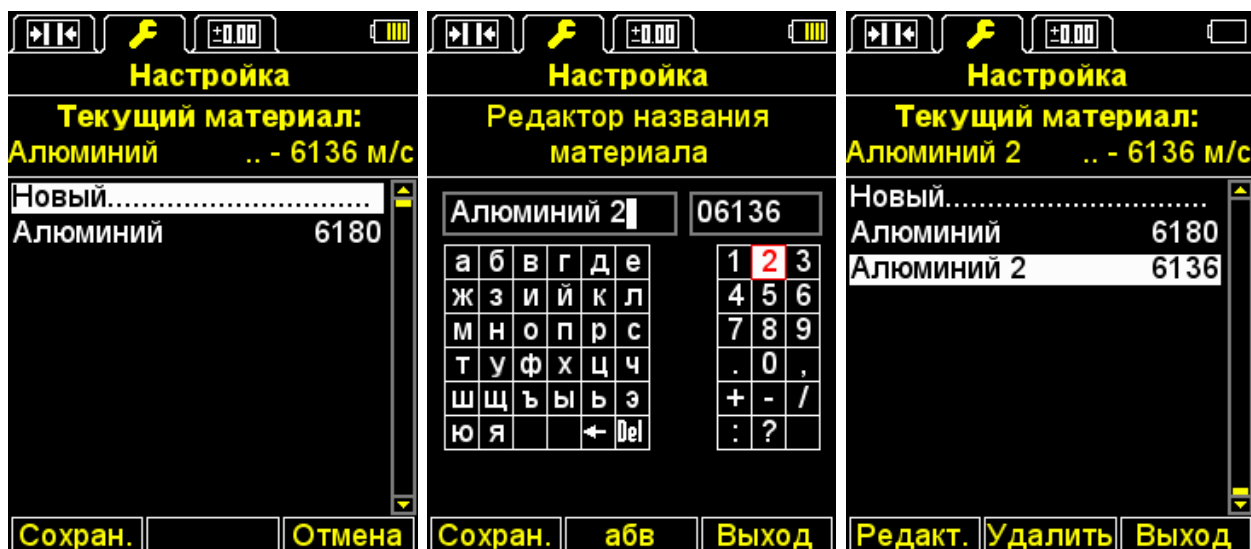 ±0.00
Настройка
Текущий материал:
Алюминий .. - 6136 м/с
Новый..............................
Алюминий 6180
Сохран. Отмена
±0.00
Настройка
Редактор названия
материала
Алюминий 2 06136
а б в г д е 1 2 3
ж з и й к л 4 5 6
м н о п р с 7 8 9
т у ф х ц ч . 0 ,
ш щ ъ ы ь э + - /
ю я ← Del : ?
Сохран. абв Выход
±0.00
Настройка
Текущий материал:
Алюминий 2 .. - 6136 м/с
Новый..............................
Алюминий 6180
Алюминий 2 6136
Редакт. Удалить Выход